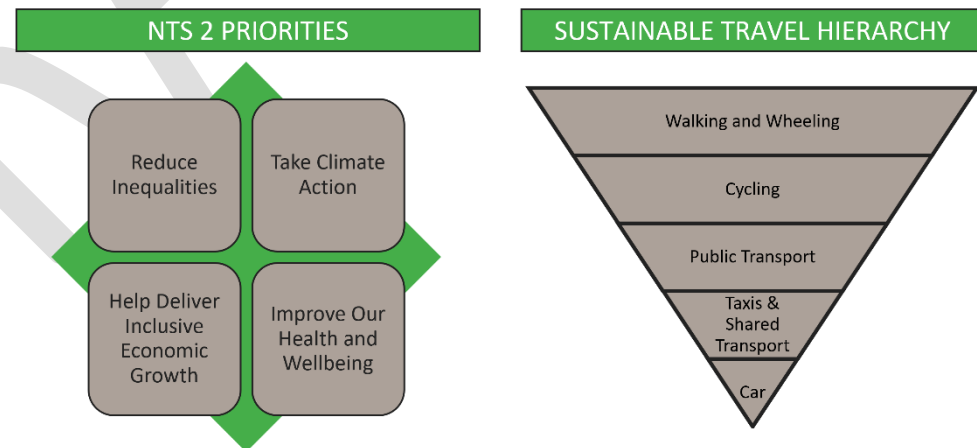 NTS 2 PRIORITIES
Reduce
Inequalities
Take Climate
Action
Help Deliver
Inclusive
Economic
Growth
Improve Our
Health and
Wellbeing
SUSTAINABLE TRAVEL HIERARCHY
Walking and Wheeling
Cycling
Public Transport
Taxis &
Shared
Transport
Car